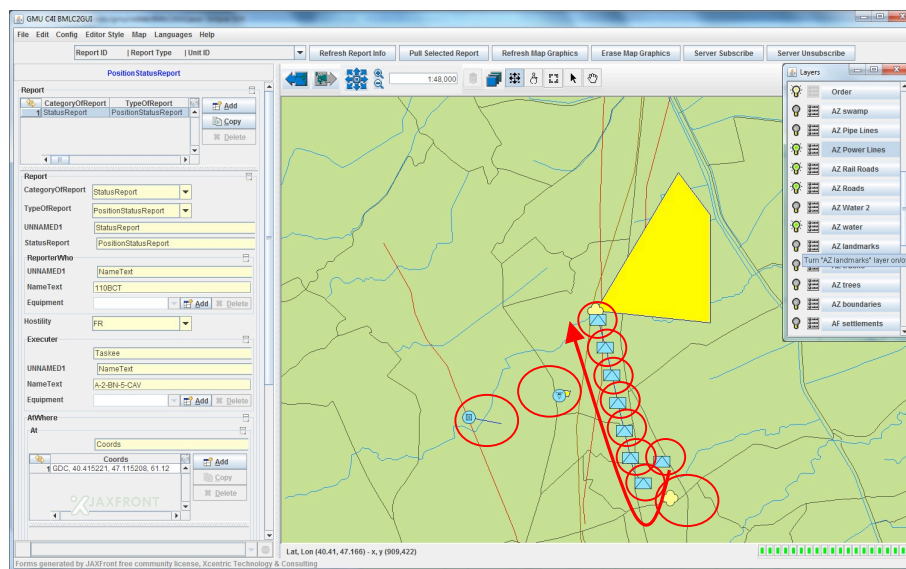 GMU C4I BMLC2GUI
File Edit Config Editor Style Map Languages Help
Report ID | Report Type | Unit ID
Refresh Report Info
Pull Selected Report
Refresh Map Graphics
Erase Map Graphics
Server Subscribe
Server Unsubscribe
PositionStatusReport
1:48,000
Report
CategoryOfReport TypeOfReport
1 StatusReport PositionStatusReport
Add
Copy
Delete
Report
CategoryOfReport StatusReport
TypeOfReport PositionStatusReport
UNNAMED1 StatusReport
StatusReport PositionStatusReport
ReporterWho
UNNAMED1 NameText
NameText 110BCT
Equipment Add Delete
Hostility FR
Executer
Taskee
UNNAMED1 NameText
NameText A-2-BN-5-CAV
Equipment Add Delete
AtWhere
At
Coords
Coords
1 GDC, 40.415221, 47.115208, 61.12
Add
Copy
Delete
JAXFRONT
Layers
Order
AZ swamp
AZ Pipe Lines
AZ Power Lines
AZ Rail Roads
AZ Roads
AZ Water 2
AZ water
AZ landmarks
Turn "AZ landmarks" layer on/o
AZ trees
AZ boundaries
AF settlements
Lat, Lon (40.41, 47.166) - x, y (909,422)
Forms generated by JAXFront free community license, Xcentric Technology & Consulting